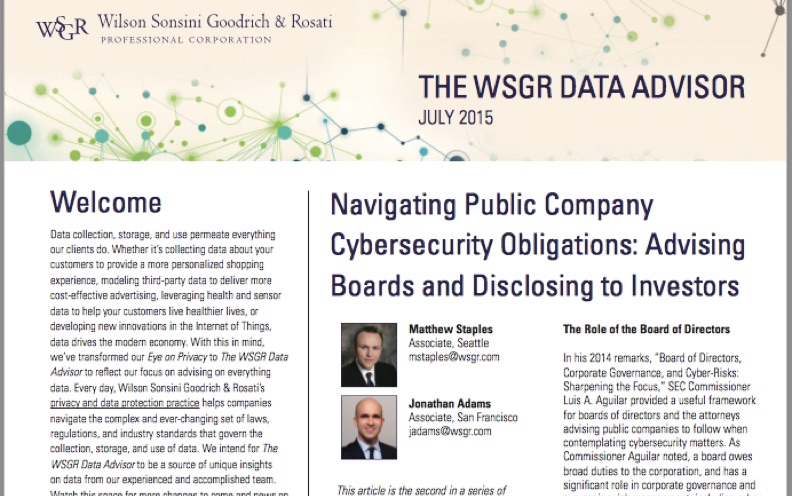 WSGR Wilson Sonsini Goodrich & Rosati
PROFESSIONAL CORPORATION
THE WSGR DATA ADVISOR
JULY 2015
Welcome
Data collection, storage, and use permeate everything
our clients do. Whether it's collecting data about your
customers to provide a more personalized shopping
experience, modeling third-party data to deliver more
cost-effective advertising, leveraging health and sensor
data to help your customers live healthier lives, or
developing new innovations in the Internet of Things,
data drives the modern economy. With this in mind,
we've transformed our Eye on Privacy to The WSGR Data
Advisor to reflect our focus on advising on everything
data. Every day, Wilson Sonsini Goodrich & Rosati's
privacy and data protection practice helps companies
navigate the complex and ever-changing set of laws,
regulations, and industry standards that govern the
collection, storage, and use of data. We intend for The
WSGR Data Advisor to be a source of unique insights
on data from our experienced and accomplished team.
Watch this space for more changes to come and news on
Navigating Public Company
Cybersecurity Obligations: Advising
Boards and Disclosing to Investors
Matthew Staples
Associate, Seattle
mstaples@wsgr.com
Jonathan Adams
Associate, San Francisco
jadams@wsgr.com
This article is the second in a series of
The Role of the Board of Directors
In his 2014 remarks, "Board of Directors,
Corporate Governance, and Cyber-Risks:
Sharpening the Focus," SEC Commissioner
Luis A. Aguilar provided a useful framework
for boards of directors and the attorneys
advising public companies to follow when
contemplating cybersecurity matters. As
Commissioner Aguilar noted, a board owes
broad duties to the corporation, and has a
significant role in corporate governance and